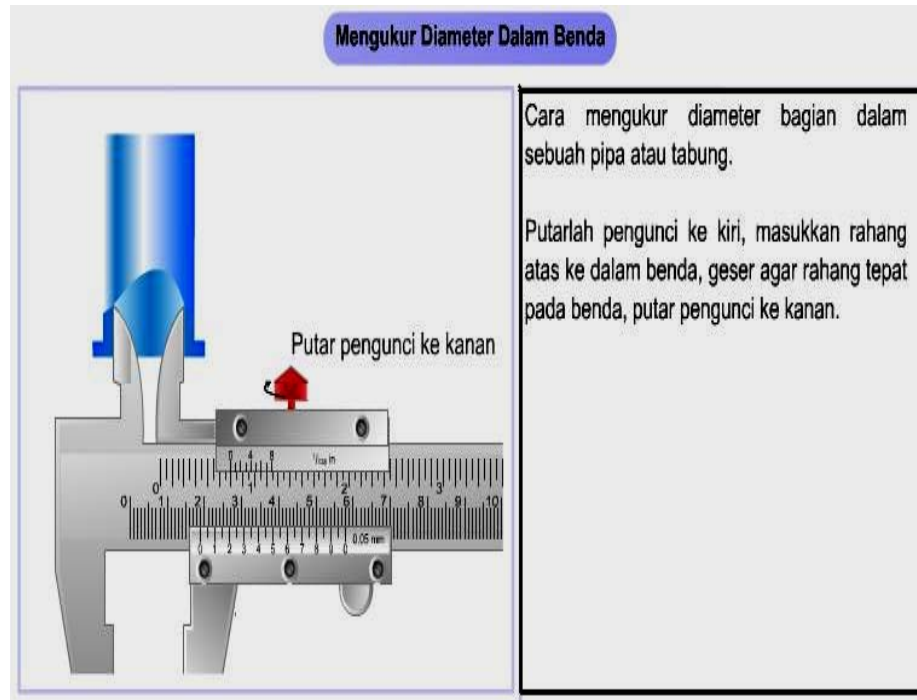 Mengukur Diameter Dalam Benda
Cara mengukur diameter bagian dalam
sebuah pipa atau tabung.
Putarlah pengunci ke kiri, masukkan rahang
atas ke dalam benda, geser agar rahang tepat
pada benda, putar pengunci ke kanan.
Putar pengunci ke kanan
0 4 8
in
0 1 2 3
0 1 2 3 4 5 6 7 8 9 10
0 1 2 3 4 5 6 7 8 9 0 0.05 mm